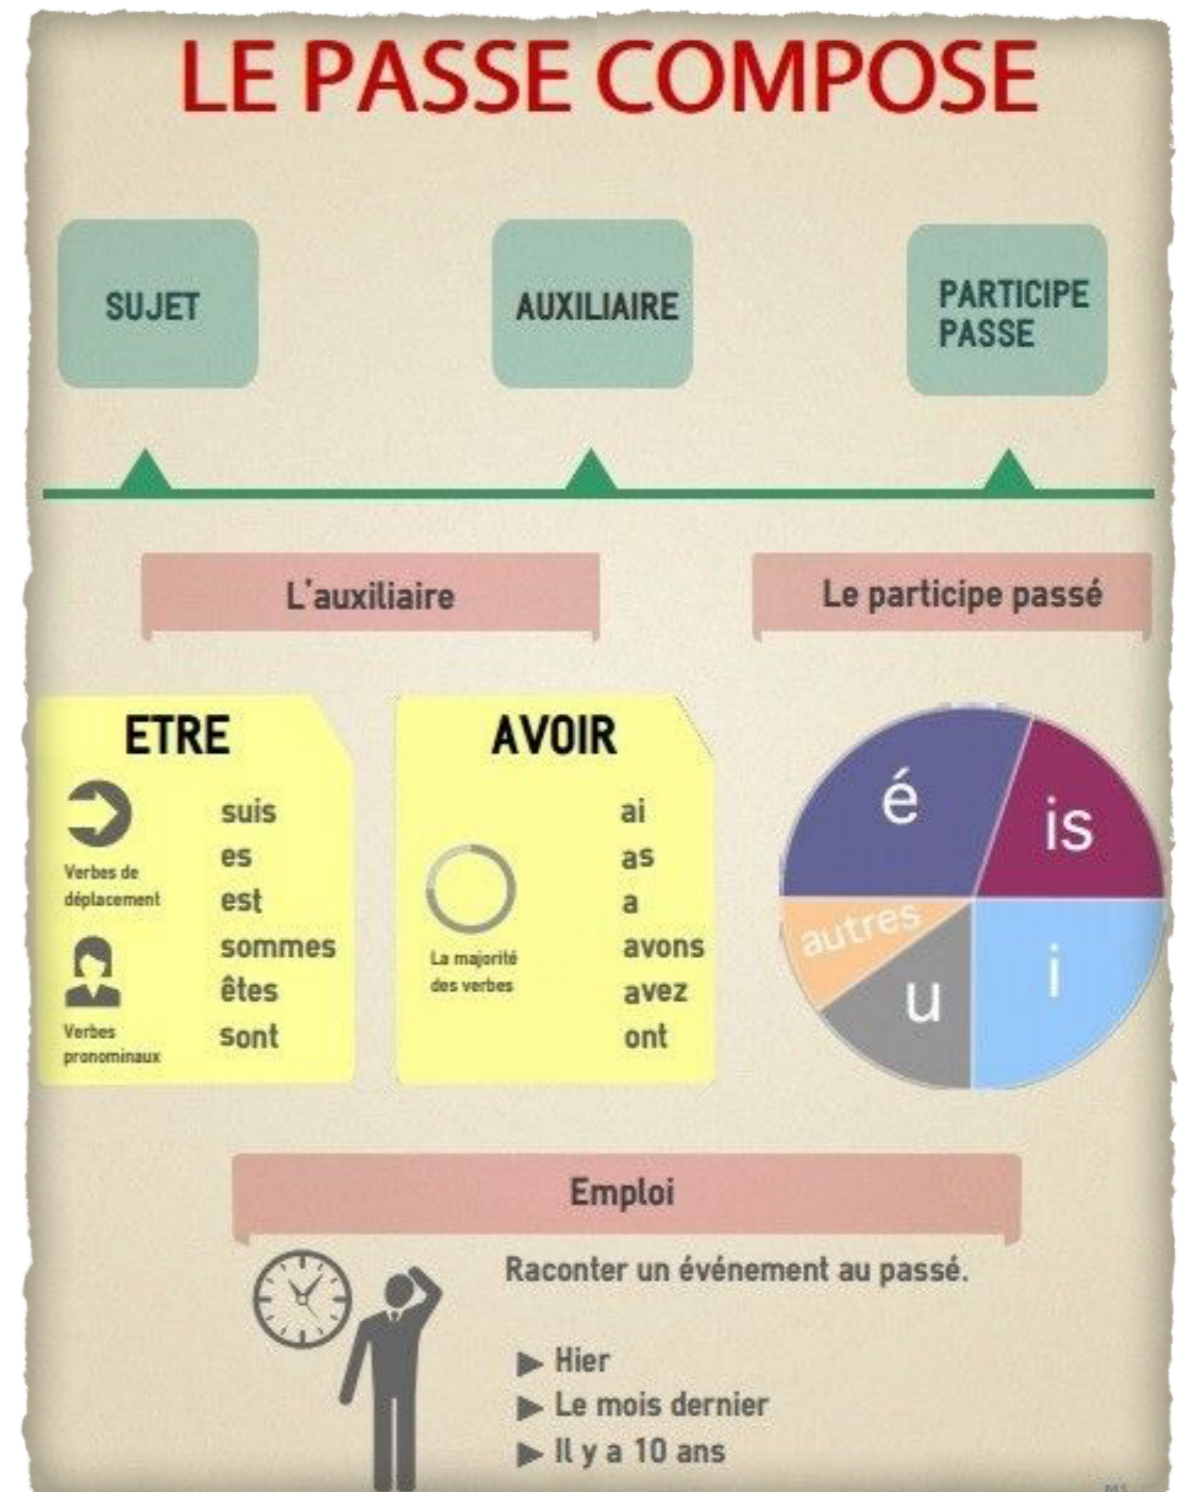 LE PASSE COMPOSE
SUJET
AUXILIAIRE
PARTICIPE
PASSE
L'auxiliaire
Le participe passé
ETRE
suis
es
est
sommes
êtes
sont
Verbes de
déplacement
Verbes
pronominaux
AVOIR
ai
as
a
avons
avez
ont
La majorité
des verbes
é
is
autres
u
i
Emploi
Raconter un événement au passé.
▶ Hier
▶ Le mois dernier
▶ Il y a 10 ans